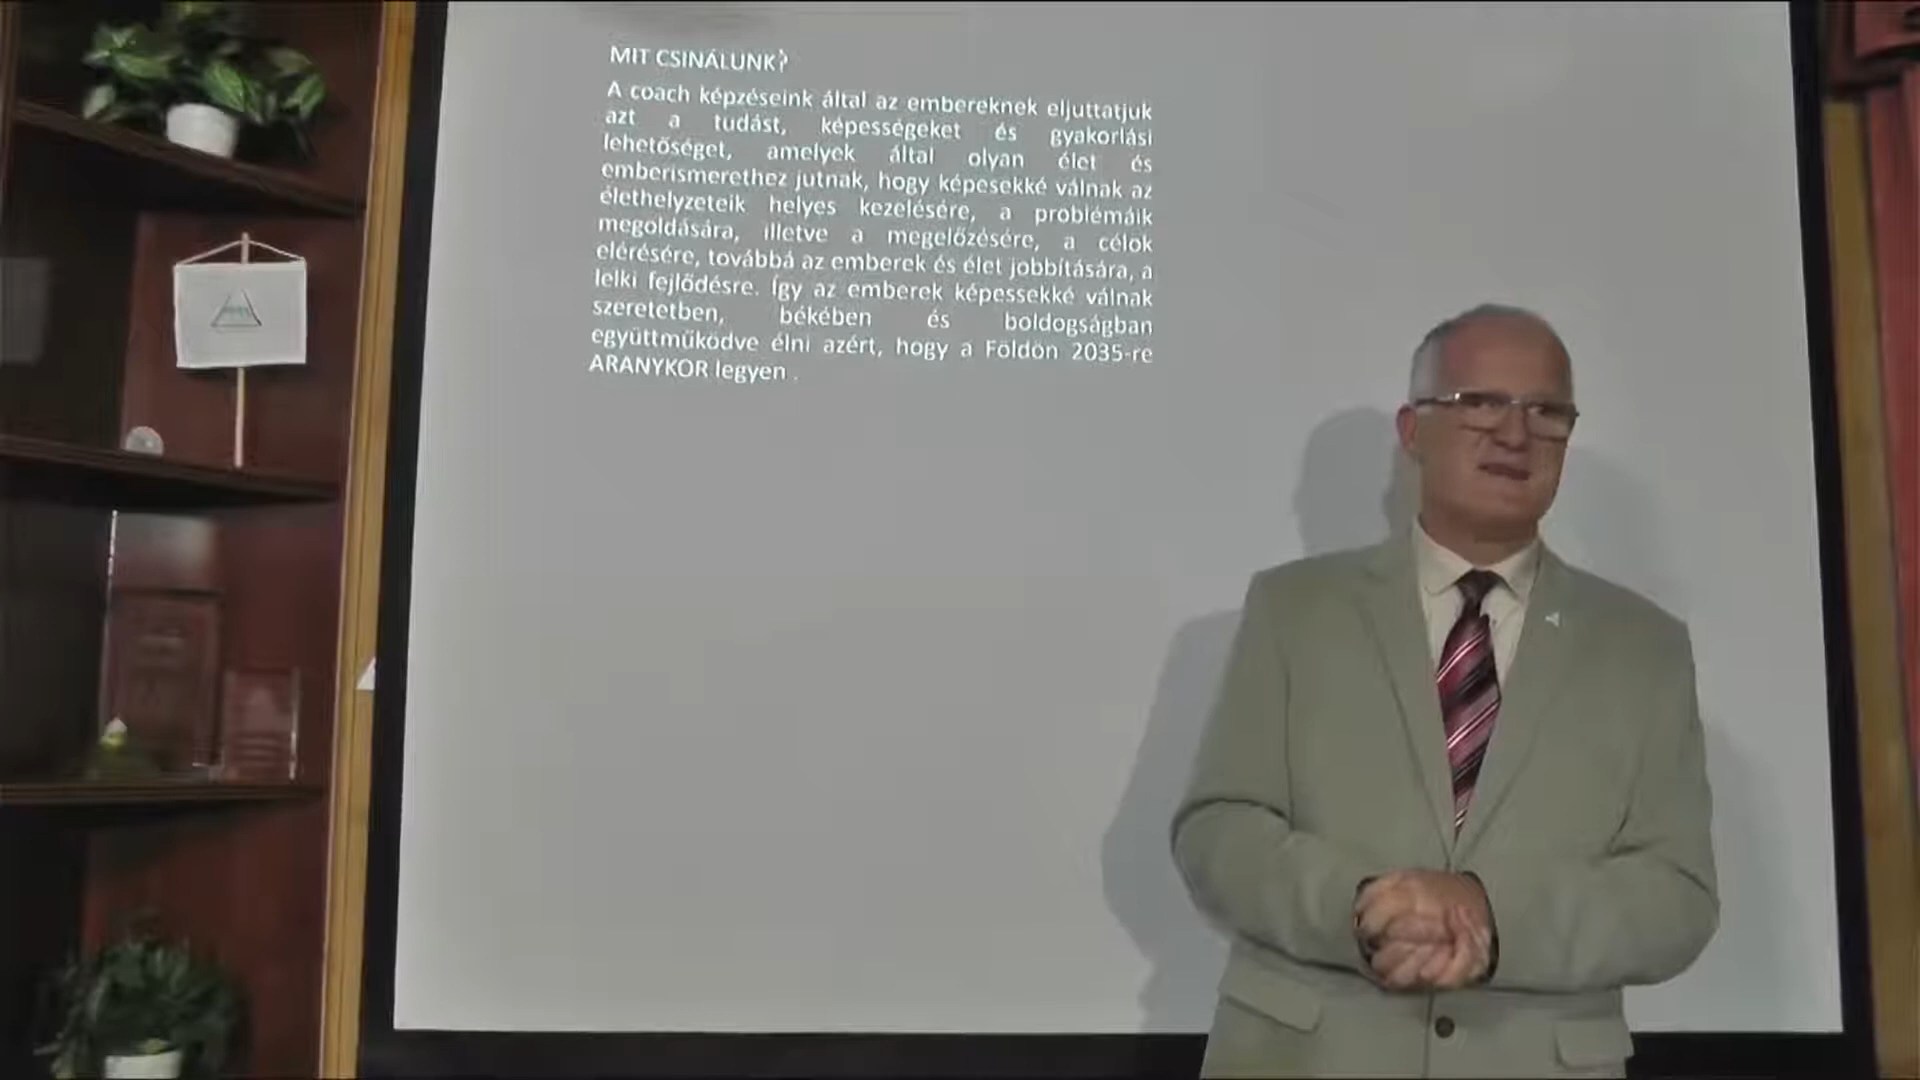 MIT CSINÁLUNK?
A coach képzéseink által az embereknek eljuttatjuk
azt a tudást, képességeket és gyakorlási
lehetőséget, amelyek által olyan élet és
emberismerethez jutnak, hogy képesekké válnak az
élethelyzeteik helyes kezelésére, a problémáik
megoldására, illetve a megelőzésére, a célok
elérésére, továbbá az emberek és élet jobbítására, a
lelki fejlődésre. Így az emberek képessekké válnak
szeretetben, békében és boldogságban
együttműködve élni azért, hogy a Földön 2035-re
ARANYKOR legyen .